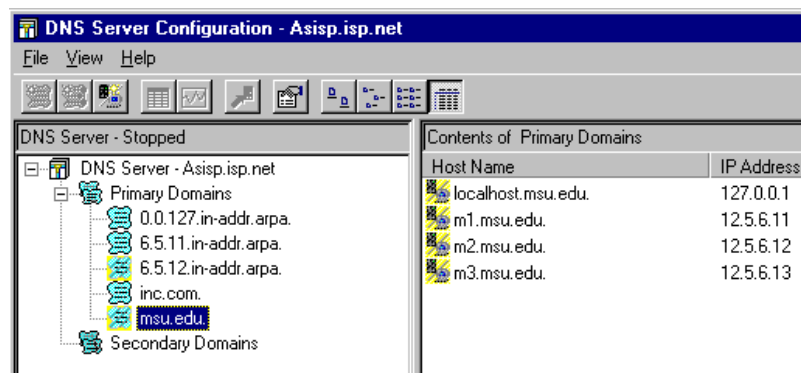 DNS Server Configuration - Asisp.isp.net
File View Help
DNS Server - Stopped
DNS Server - Asisp.isp.net
Primary Domains
0.0.127.in-addr.arpa.
6.5.11.in-addr.arpa.
6.5.12.in-addr.arpa.
inc.com.
msu.edu.
Secondary Domains
Contents of Primary Domains
Host Name IP Address
localhost.msu.edu. 127.0.0.1
m1.msu.edu. 12.5.6.11
m2.msu.edu. 12.5.6.12
m3.msu.edu. 12.5.6.13